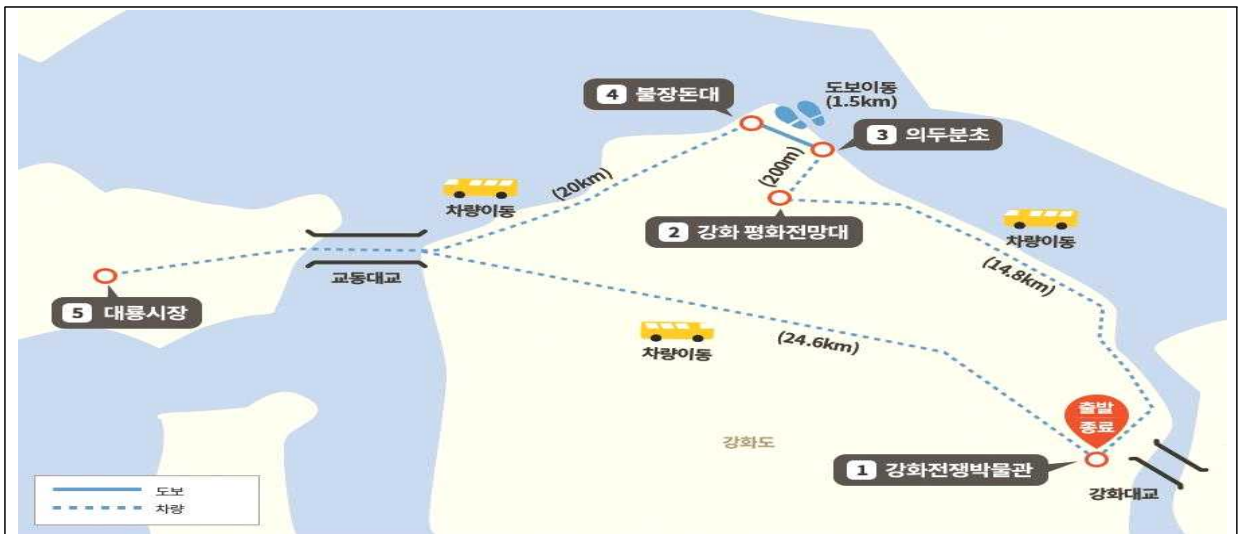 4 불장돈대
도보이동
(1.5km)
3 의두분초
(200m)
(20km)
차량이동
2 강화 평화전망대
차량이동
(14.8km)
교동대교
5 대룡시장
차량이동
(24.6km)
출발
종료
강화도
1 강화전쟁박물관
강화대교
도보
차량